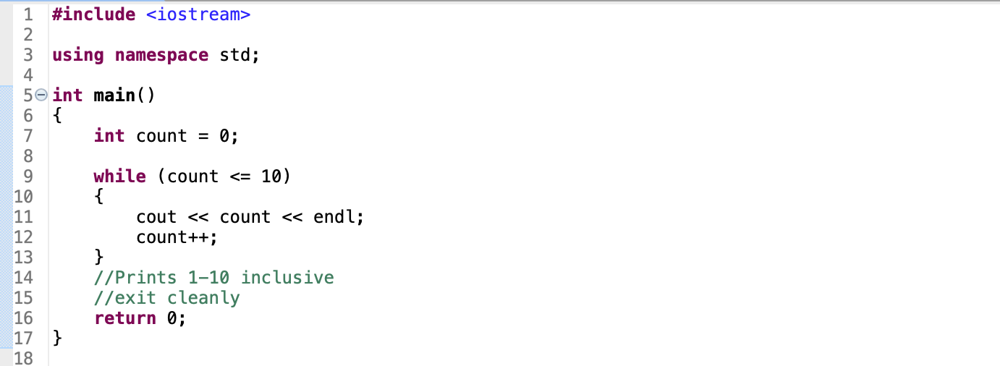 1 #include <iostream>
2
3 using namespace std;
4
5 int main()
6 {
7     int count = 0;
8
9     while (count <= 10)
10     {
11         cout << count << endl;
12         count++;
13     }
14     //Prints 1-10 inclusive
15     //exit cleanly
16     return 0;
17 }
18